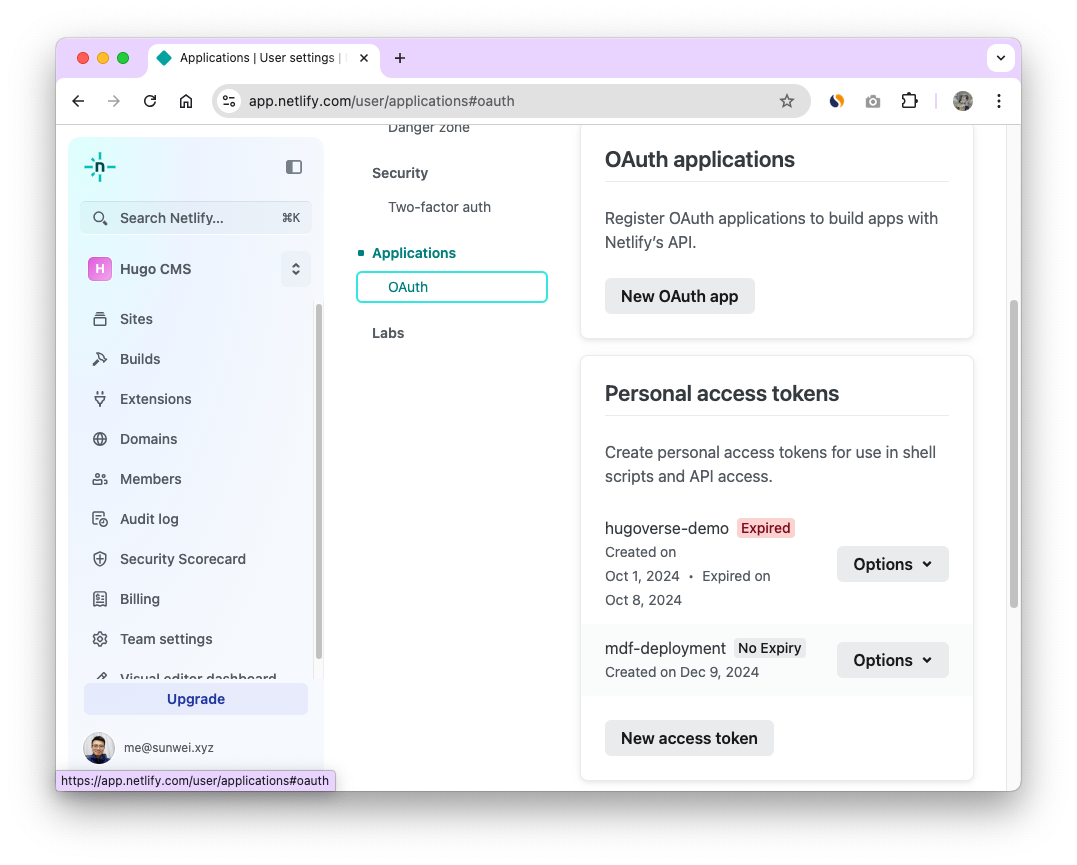 Applications | User settings |
app.netlify.com/user/applications#oauth
n
Search Netlify...
⌘K
H
Hugo CMS
Sites
Builds
Extensions
Domains
Members
Audit log
Security Scorecard
Billing
Team settings
Visual editor dashboard
Upgrade
me@sunwei.xyz
https://app.netlify.com/user/applications#oauth
Danger zone
Security
Two-factor auth
Applications
OAuth
Labs
OAuth applications
Register OAuth applications to build apps with
Netlify’s API.
New OAuth app
Personal access tokens
Create personal access tokens for use in shell
scripts and API access.
hugoverse-demo Expired
Created on
Oct 1, 2024 • Expired on
Oct 8, 2024
Options
mdf-deployment No Expiry
Created on Dec 9, 2024
Options
New access token